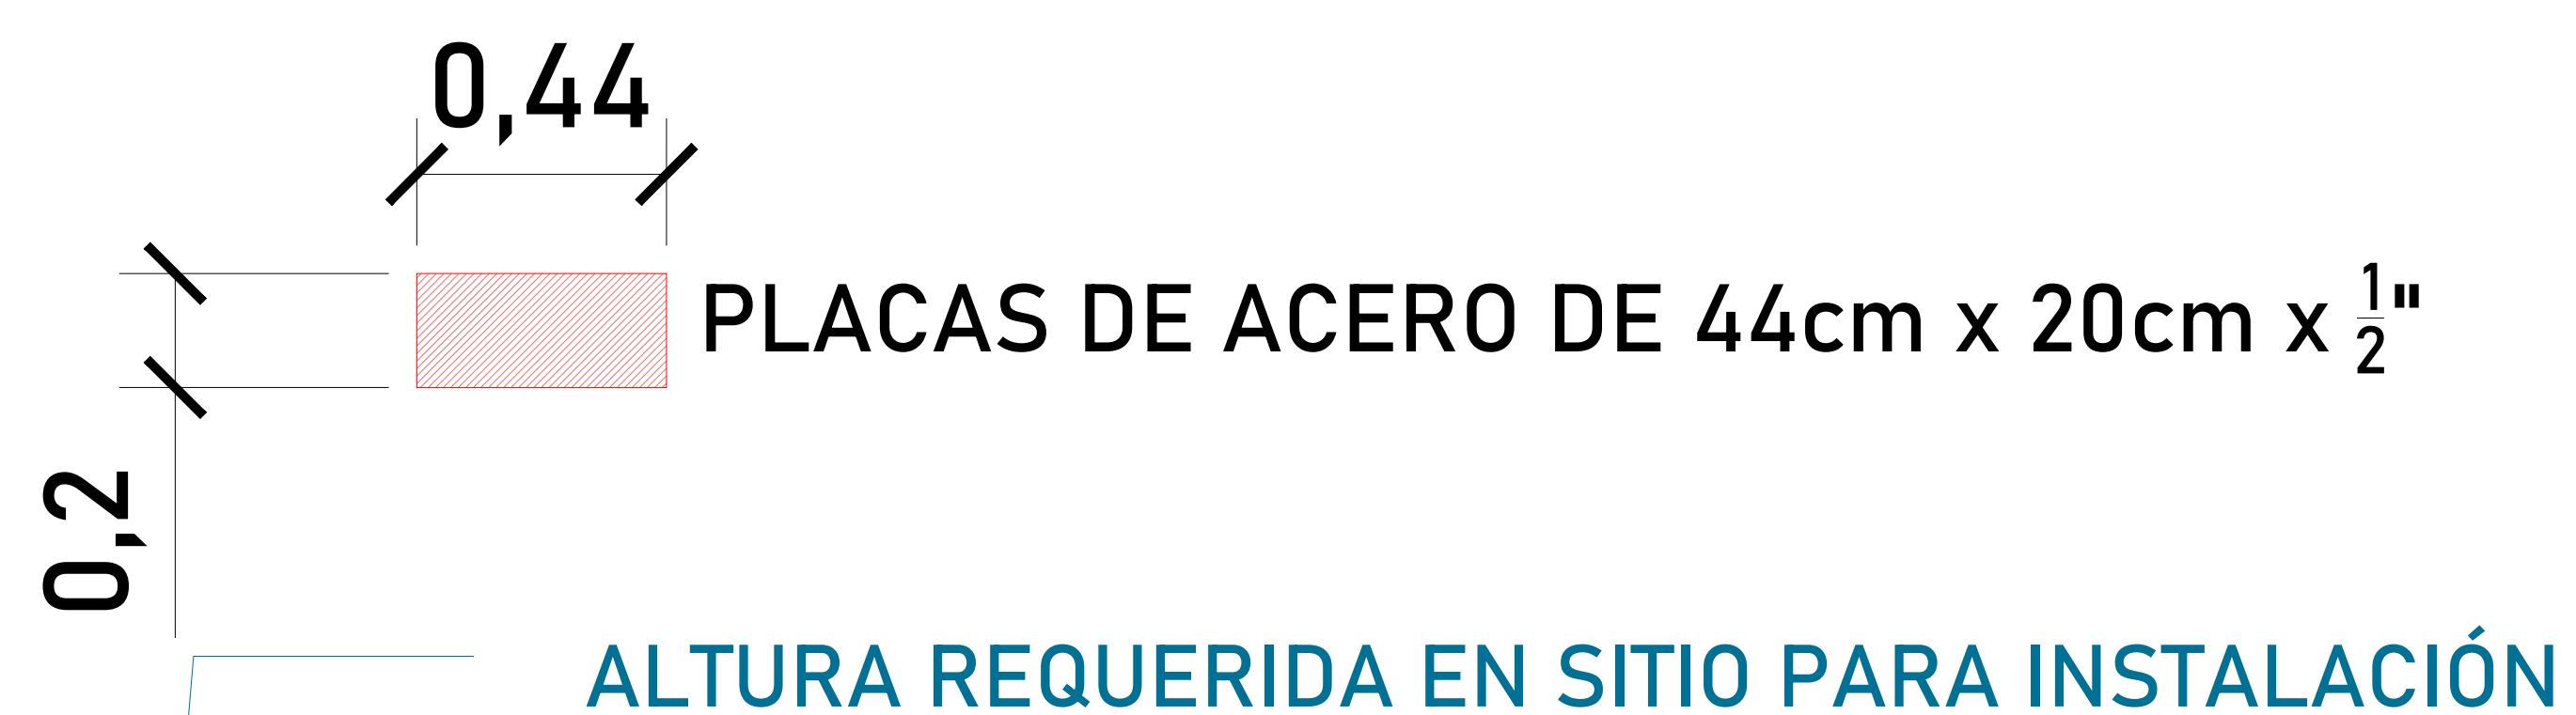 0,44
PLACAS DE ACERO DE 44cm x 20cm x 1/2"
0,2
ALTURA REQUERIDA EN SITIO PARA INSTALACIÓN